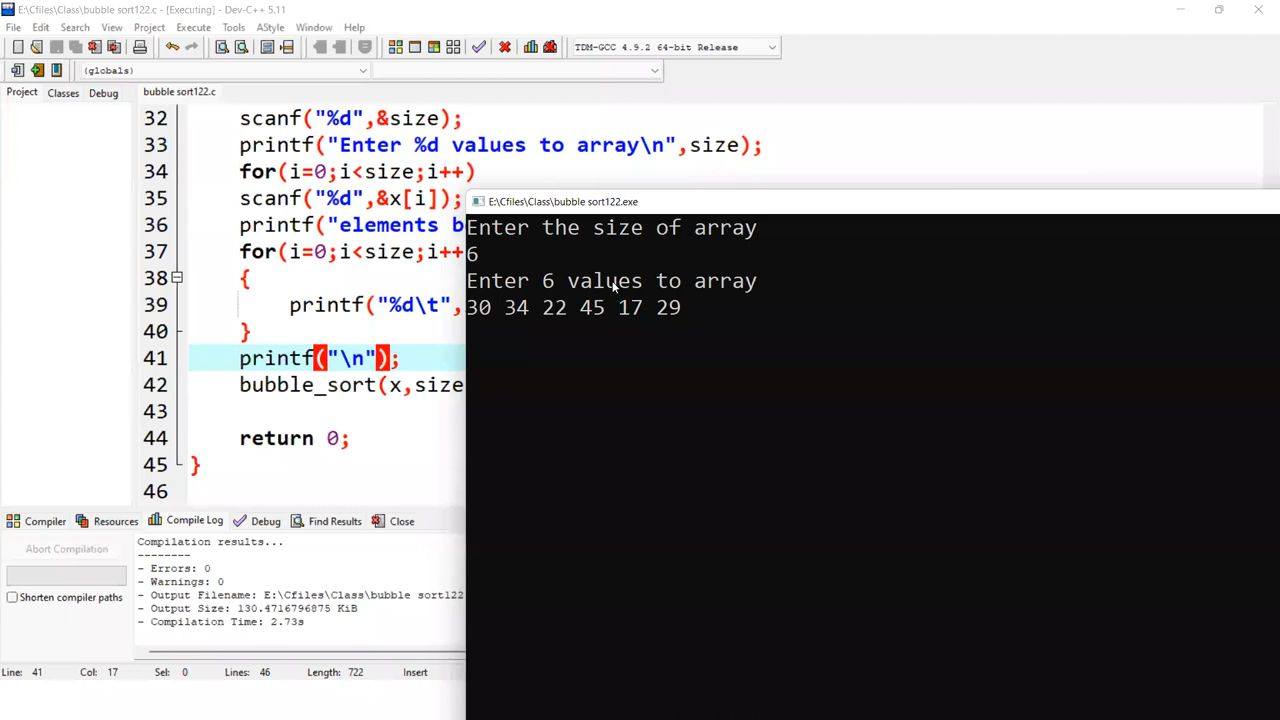 E:\Cfiles\Class\bubble sort122.c - [Executing] - Dev-C++ 5.11
File Edit Search View Project Execute Tools AStyle Window Help
TDM-GCC 4.9.2 64-bit Release
(globals)
Project Classes Debug bubble sort122.c
32 scanf("%d",&size);
33 printf("Enter %d values to array\n",size);
34 for(i=0;i<size;i++)
35 scanf("%d",&x[i]);
36 printf("elements b
37 for(i=0;i<size;i++
38 {
39 printf("%d\t",
40 }
41 printf("\n");
42 bubble_sort(x,size
43
44 return 0;
45 }
46
E:\Cfiles\Class\bubble sort122.exe
Enter the size of array
6
Enter 6 values to array
30 34 22 45 17 29
Compiler Resources Compile Log Debug Find Results Close
Abort Compilation
Shorten compiler paths
Compilation results...
--------
- Errors: 0
- Warnings: 0
- Output Filename: E:\Cfiles\Class\bubble sort122
- Output Size: 130.4716796875 KiB
- Compilation Time: 2.73s
Line: 41 Col: 17 Sel: 0 Lines: 46 Length: 722 Insert